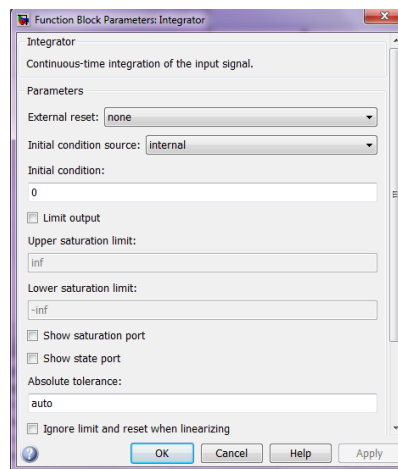 Function Block Parameters: Integrator
Integrator
Continuous-time integration of the input signal.
Parameters
External reset: none
Initial condition source: internal
Initial condition:
0
Limit output
Upper saturation limit:
inf
Lower saturation limit:
-inf
Show saturation port
Show state port
Absolute tolerance:
auto
Ignore limit and reset when linearizing
OK Cancel Help Apply